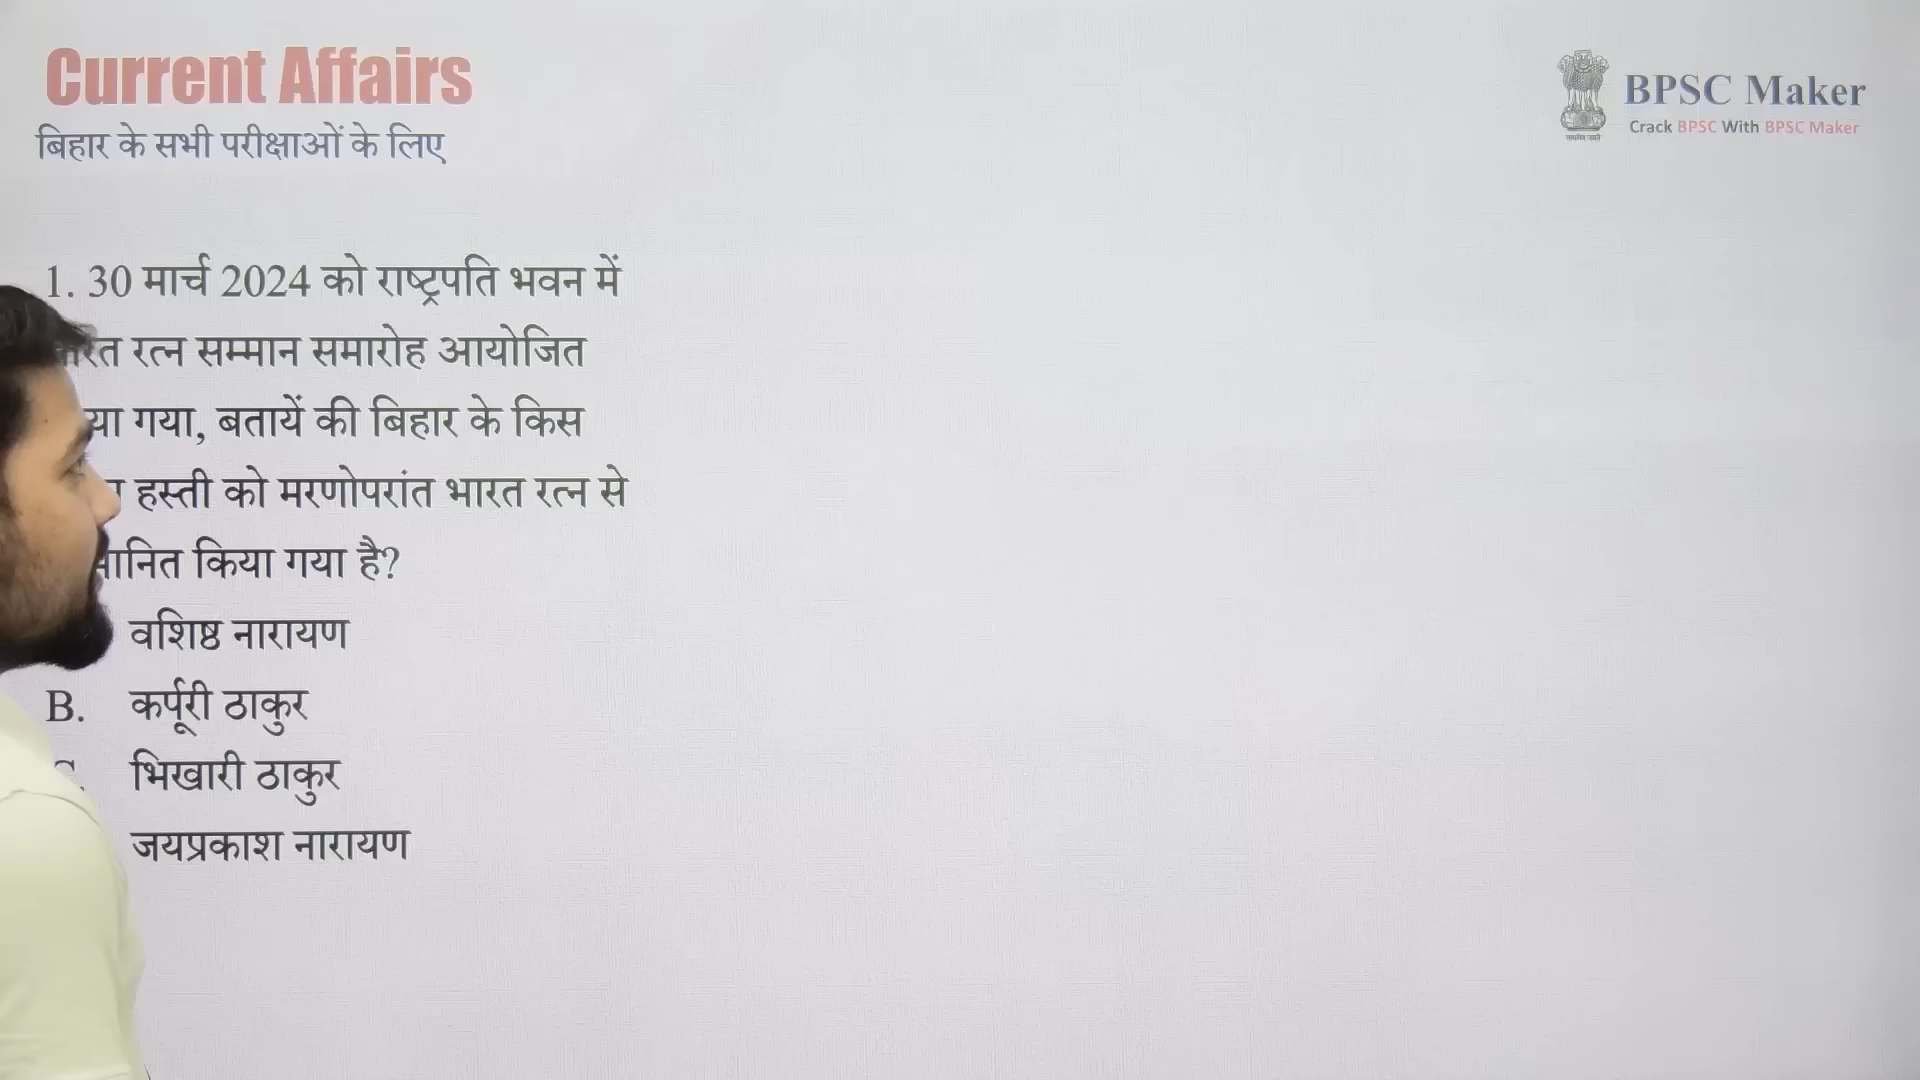 Current Affairs
बिहार के सभी परीक्षाओं के लिए
BPSC Maker
Crack BPSC With BPSC Maker
1. 30 मार्च 2024 को राष्ट्रपति भवन में
रत्न सम्मान समारोह आयोजित
गया, बतायें की बिहार के किस
हस्ती को मरणोपरांत भारत रत्न से
किया गया है?
वशिष्ठ नारायण
B. कर्पूरी ठाकुर
भिखारी ठाकुर
जयप्रकाश नारायण